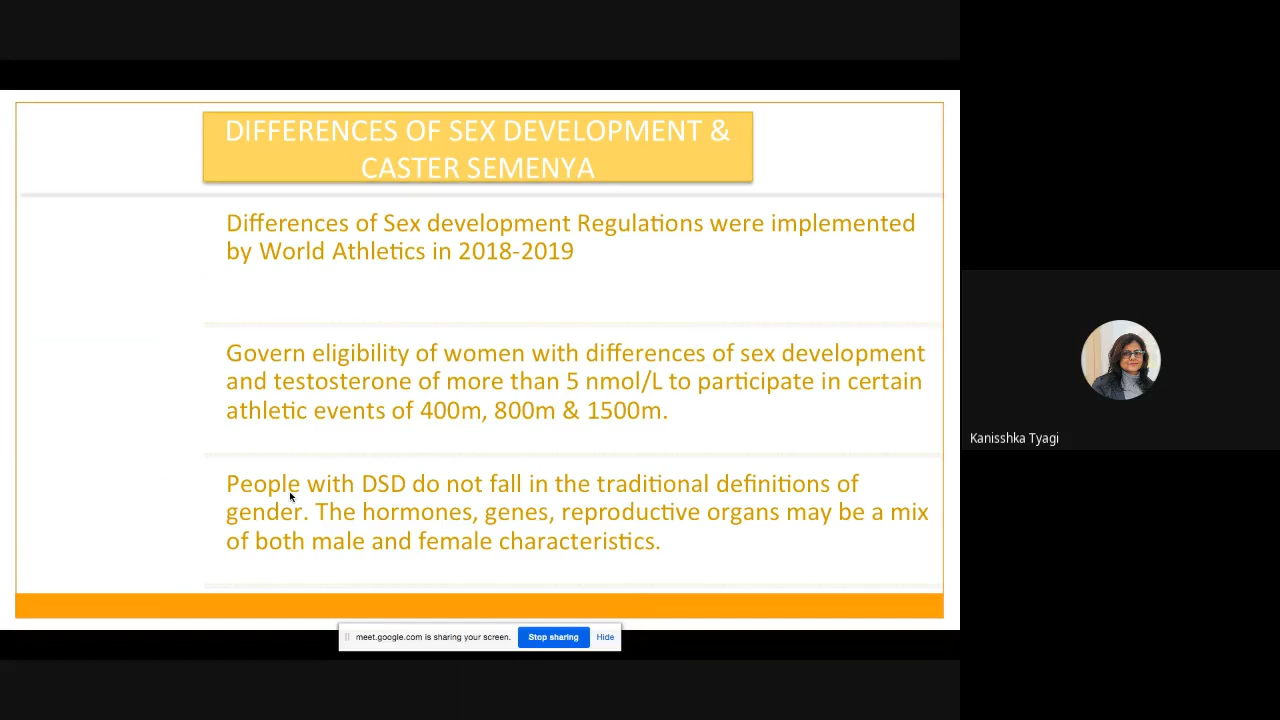 DIFFERENCES OF SEX DEVELOPMENT &
CASTER SEMENYA
Differences of Sex development Regulations were implemented
by World Athletics in 2018-2019
Govern eligibility of women with differences of sex development
and testosterone of more than 5 nmol/L to participate in certain
athletic events of 400m, 800m & 1500m.
People with DSD do not fall in the traditional definitions of
gender. The hormones, genes, reproductive organs may be a mix
of both male and female characteristics.
Kanisshka Tyagi
meet.google.com is sharing your screen. Stop sharing Hide